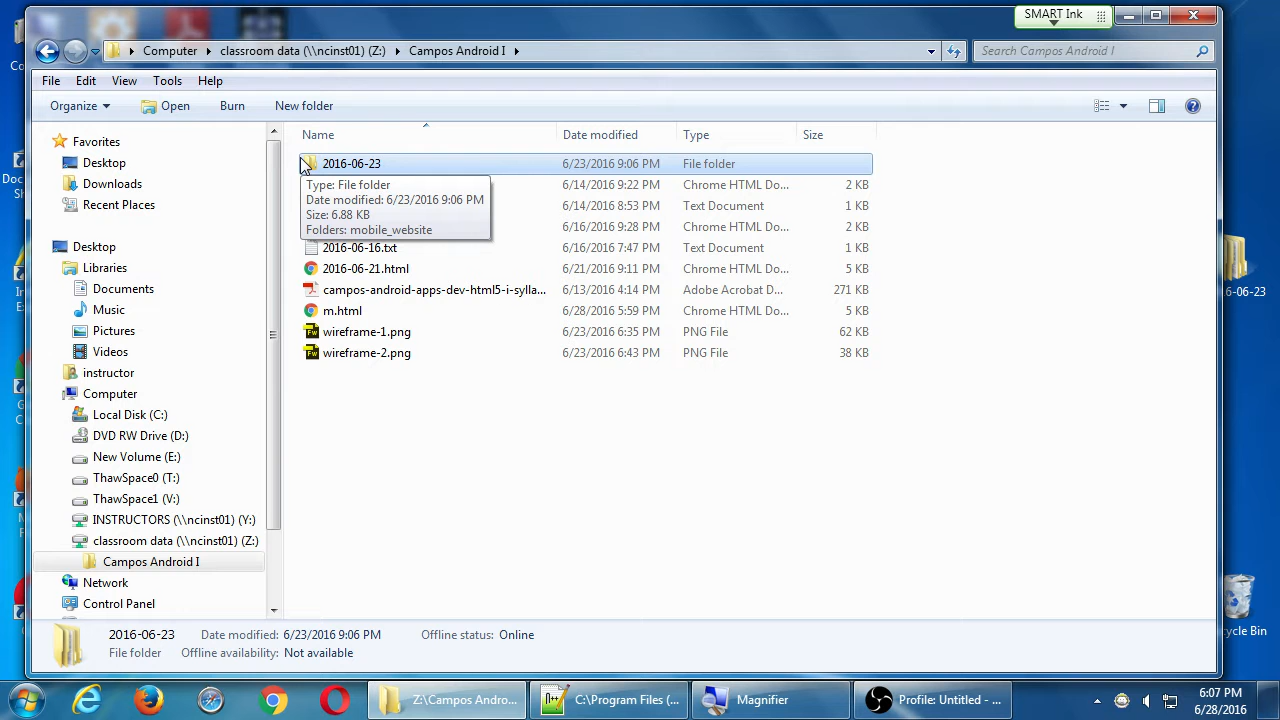 SMART Ink
Computer classroom data (\\ncinst01) (Z:) Campos Android I
Search Campos Android I
File Edit View Tools Help
Organize Open Burn New folder
Name Date modified Type Size
Favorites
Desktop
Downloads
Recent Places
Desktop
Libraries
Documents
Music
Pictures
Videos
instructor
Computer
Local Disk (C:)
DVD RW Drive (D:)
New Volume (E:)
ThawSpace0 (T:)
ThawSpace1 (V:)
INSTRUCTORS (\\ncinst01) (Y:)
classroom data (\\ncinst01) (Z:)
Campos Android I
Network
Control Panel
2016-06-23 6/23/2016 9:06 PM File folder
6/14/2016 9:22 PM Chrome HTML Do... 2 KB
6/14/2016 8:53 PM Text Document 1 KB
6/16/2016 9:28 PM Chrome HTML Do... 2 KB
2016-06-16.txt 6/16/2016 7:47 PM Text Document 1 KB
2016-06-21.html 6/21/2016 9:11 PM Chrome HTML Do... 5 KB
campos-android-apps-dev-html5-i-sylla... 6/13/2016 4:14 PM Adobe Acrobat D... 271 KB
m.html 6/28/2016 5:59 PM Chrome HTML Do... 5 KB
wireframe-1.png 6/23/2016 6:35 PM PNG File 62 KB
wireframe-2.png 6/23/2016 6:43 PM PNG File 38 KB
Type: File folder
Date modified: 6/23/2016 9:06 PM
Size: 6.88 KB
Folders: mobile_website
2016-06-23 Date modified: 6/23/2016 9:06 PM Offline status: Online
File folder Offline availability: Not available
6-06-23
cycle Bin
Z:\Campos Andro... C:\Program Files (... Magnifier Profile: Untitled - ...
6:07 PM
6/28/2016